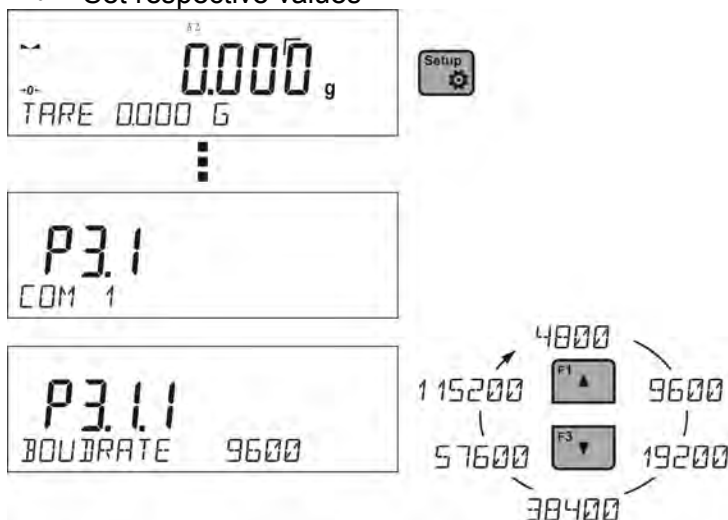 Set respective values
0.000 g
Setup
-0-
TARE 0.000 G
P3.1
COM 1
P3.1.1
BOUDRATE 9600
4800
F1
115200
9600
F3
57600
19200
38400